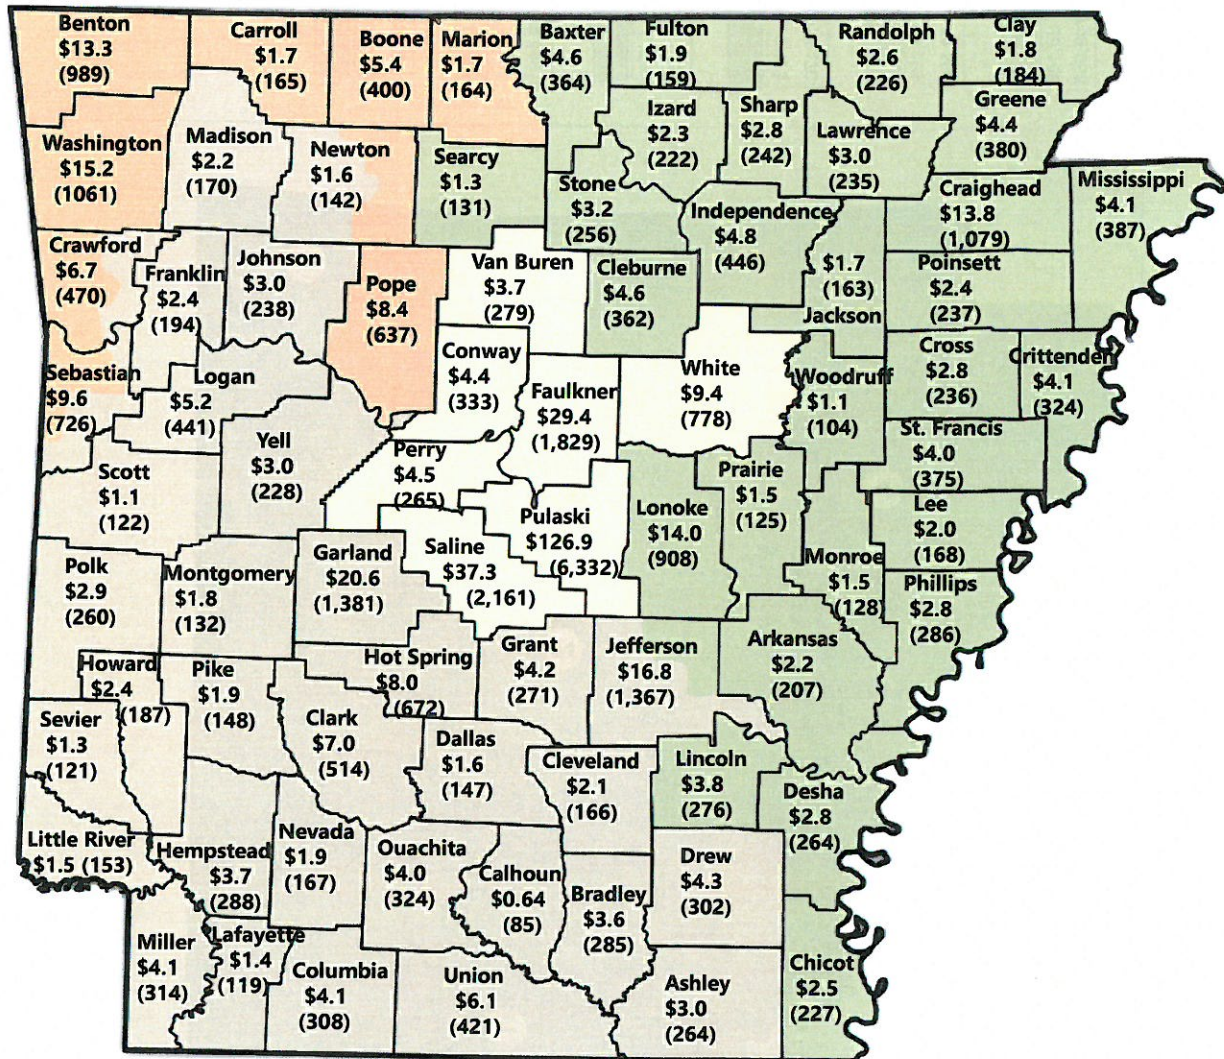 Benton
$13.3
(989)
Carroll
$1.7
(165)
Boone
$5.4
(400)
Marion
$1.7
(164)
Baxter
$4.6
(364)
Fulton
$1.9
(159)
Randolph
$2.6
(226)
Clay
$1.8
(184)
Washington
$15.2
(1061)
Madison
$2.2
(170)
Newton
$1.6
(142)
Searcy
$1.3
(131)
Izard
$2.3
(222)
Sharp
$2.8
(242)
Lawrence
$3.0
(235)
Greene
$4.4
(380)
Stone
$3.2
(256)
Independence
$4.8
(446)
$1.7
(163)
Jackson
Craighead
$13.8
(1,079)
Mississippi
$4.1
(387)
Crawford
$6.7
(470)
Franklin
$2.4
(194)
Johnson
$3.0
(238)
Pope
$8.4
(637)
Van Buren
$3.7
(279)
Cleburne
$4.6
(362)
Poinsett
$2.4
(237)
Sebastian
$9.6
(726)
Logan
$5.2
(441)
Conway
$4.4
(333)
Faulkner
$29.4
(1,829)
White
$9.4
(778)
Woodruff
$1.1
(104)
Cross
$2.8
(236)
Crittenden
$4.1
(324)
Scott
$1.1
(122)
Yell
$3.0
(228)
Perry
$4.5
(265)
Pulaski
$126.9
(6,332)
Lonoke
$14.0
(908)
Prairie
$1.5
(125)
St. Francis
$4.0
(375)
Lee
$2.0
(168)
Polk
$2.9
(260)
Montgomery
$1.8
(132)
Garland
$20.6
(1,381)
Saline
$37.3
(2,161)
Monroe
$1.5
(128)
Phillips
$2.8
(286)
Howard
$2.4
(187)
Pike
$1.9
(148)
Hot Spring
$8.0
(672)
Grant
$4.2
(271)
Jefferson
$16.8
(1,367)
Arkansas
$2.2
(207)
Sevier
$1.3
(121)
Clark
$7.0
(514)
Dallas
$1.6
(147)
Cleveland
$2.1
(166)
Lincoln
$3.8
(276)
Desha
$2.8
(264)
Little River
$1.5 (153)
Hempstead
$3.7
(288)
Nevada
$1.9
(167)
Ouachita
$4.0
(324)
Calhoun
$0.64
(85)
Bradley
$3.6
(285)
Drew
$4.3
(302)
Miller
$4.1
(314)
Lafayette
$1.4
(119)
Columbia
$4.1
(308)
Union
$6.1
(421)
Ashley
$3.0
(264)
Chicot
$2.5
(227)